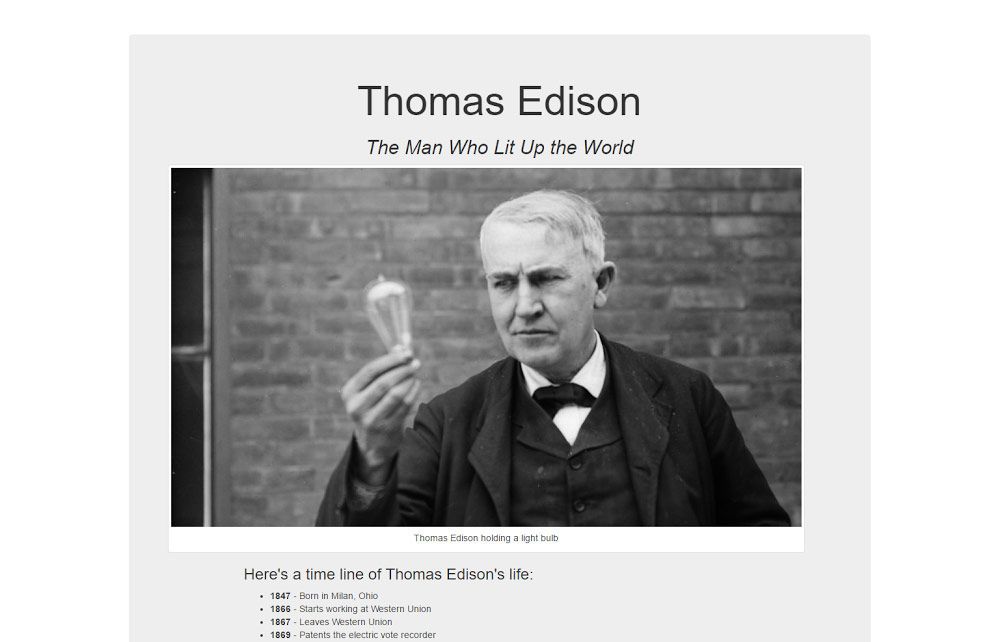 Thomas Edison
The Man Who Lit Up the World
Thomas Edison holding a light bulb
Here's a time line of Thomas Edison's life:
1847 - Born in Milan, Ohio
1866 - Starts working at Western Union
1867 - Leaves Western Union
1869 - Patents the electric vote recorder